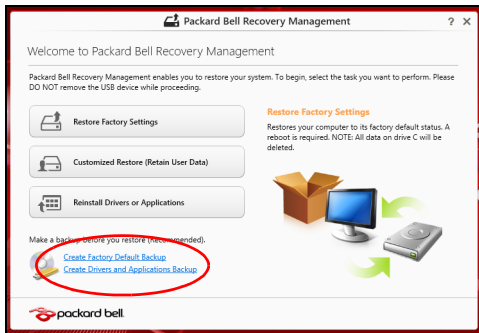 Packard Bell Recovery Management
? X
Welcome to Packard Bell Recovery Management
Packard Bell Recovery Management enables you to restore your system. To begin, select the task you want to perform. Please
DO NOT remove the USB device while proceeding.
Restore Factory Settings
Customized Restore (Retain User Data)
Reinstall Drivers or Applications
Restore Factory Settings
Restores your computer to its factory default status. A
reboot is required. NOTE: All data on drive C will be
deleted.
Make a backup before you restore (Recommended).
Create Factory Default Backup
Create Drivers and Applications Backup
packard bell